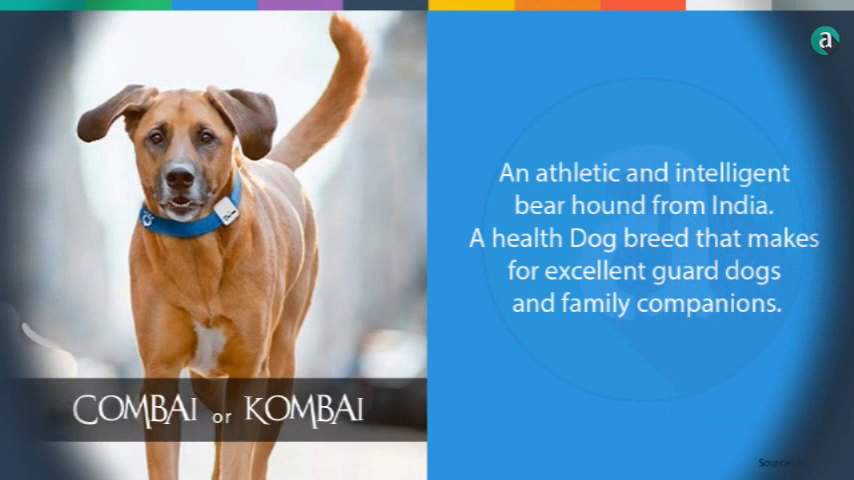 a
COMBAI or KOMBAI
An athletic and intelligent
bear hound from India.
A health Dog breed that makes
for excellent guard dogs
and family companions.
Source: